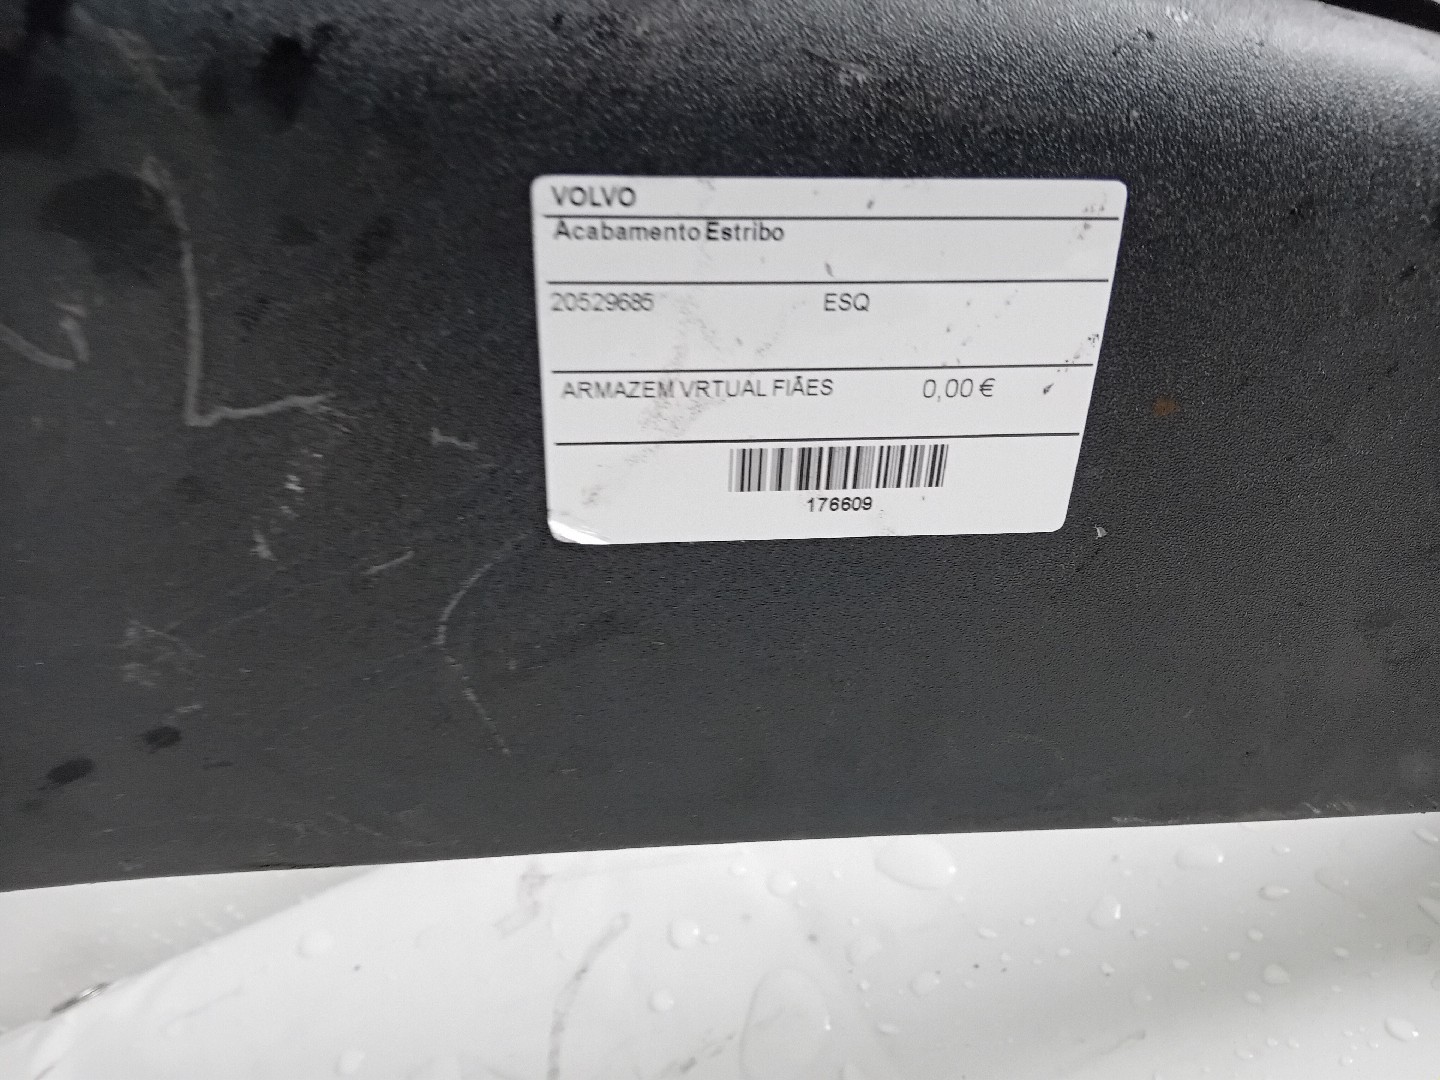 VOLVO
Acabamento Estribo
20529685 ESQ
ARMAZEM VRTUAL FIÃES 0,00 €
176609